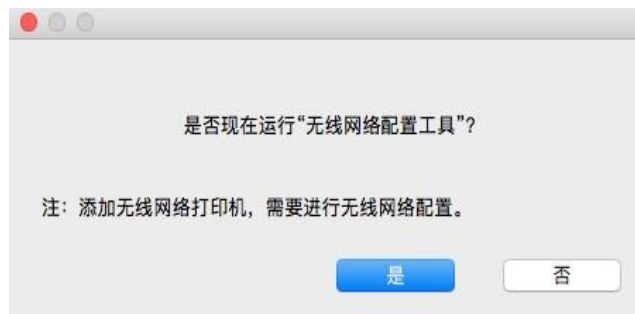 是否现在运行“无线网络配置工具”?
注：添加无线网络打印机，需要进行无线网络配置。
是
否